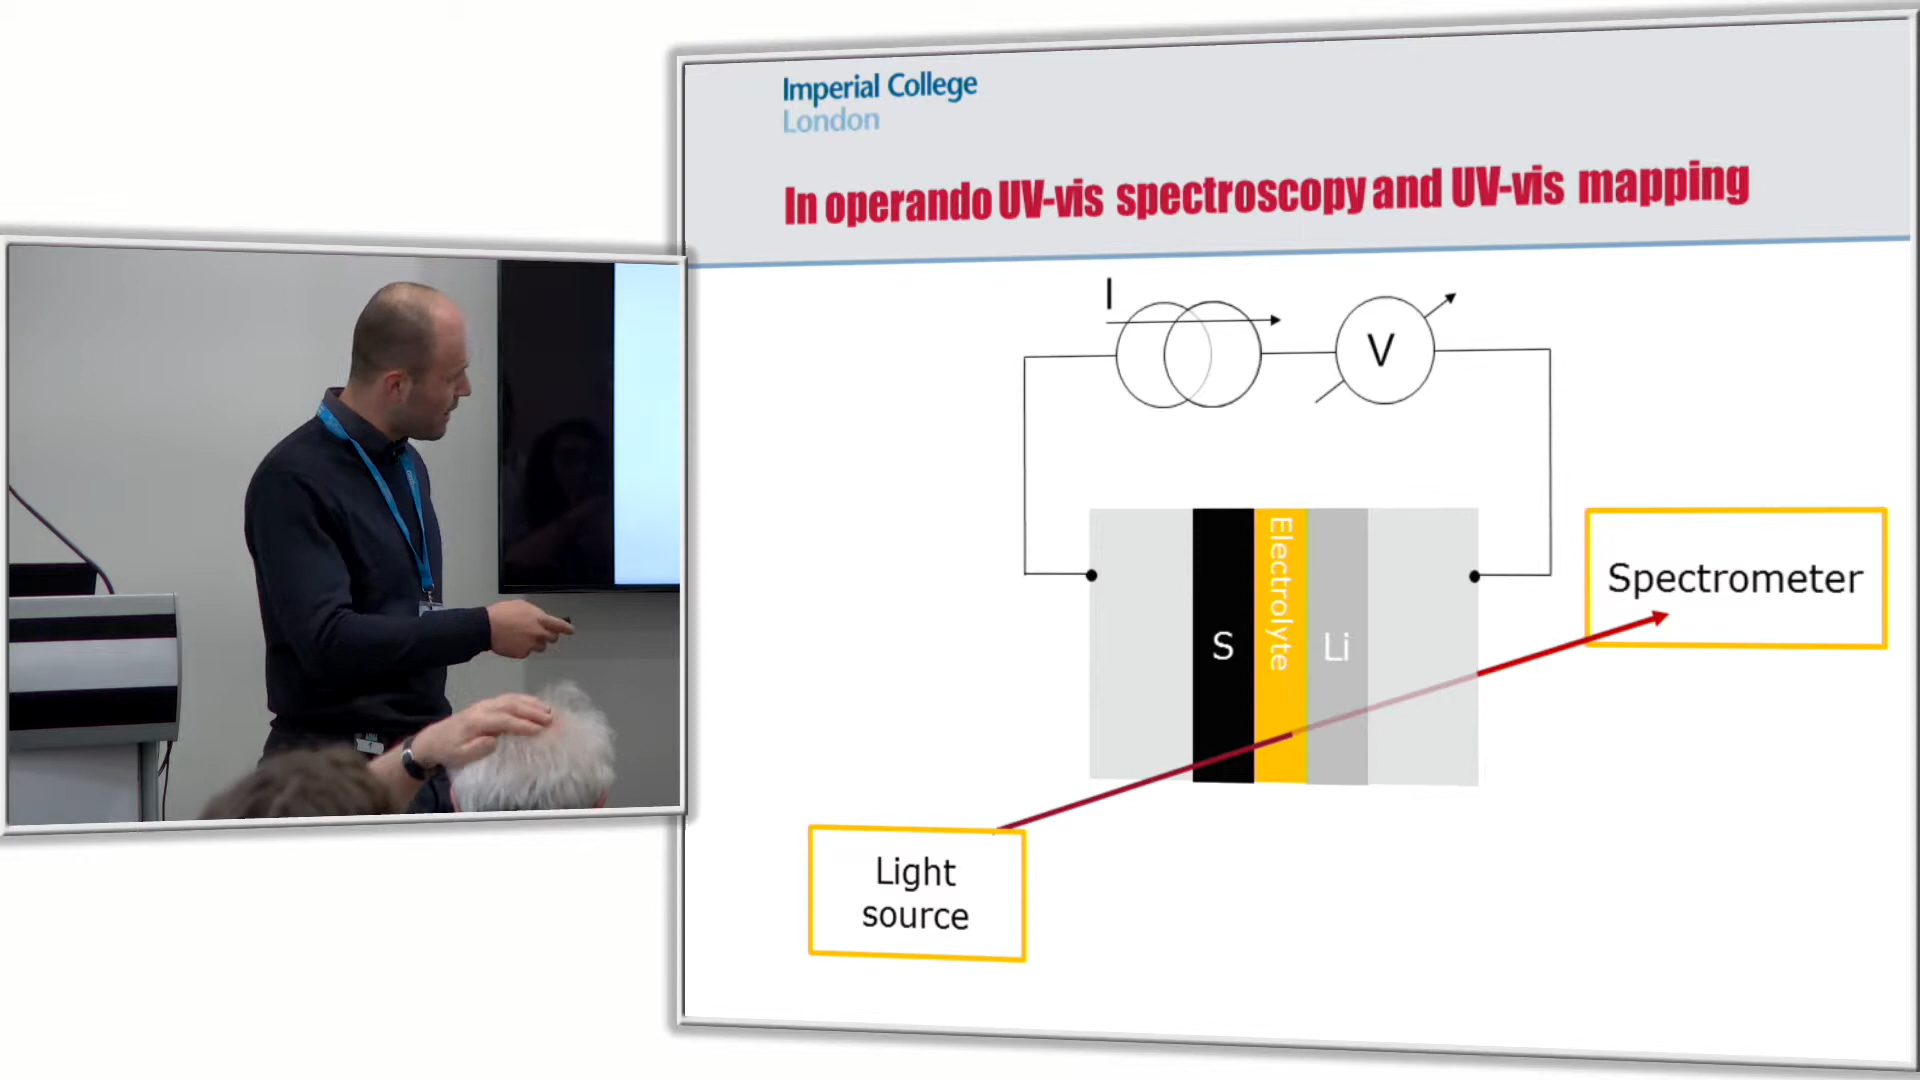 Imperial College
London
In operando UV-vis spectroscopy and UV-vis mapping
I
V
Electrolyte
S
Li
Spectrometer
Light
source